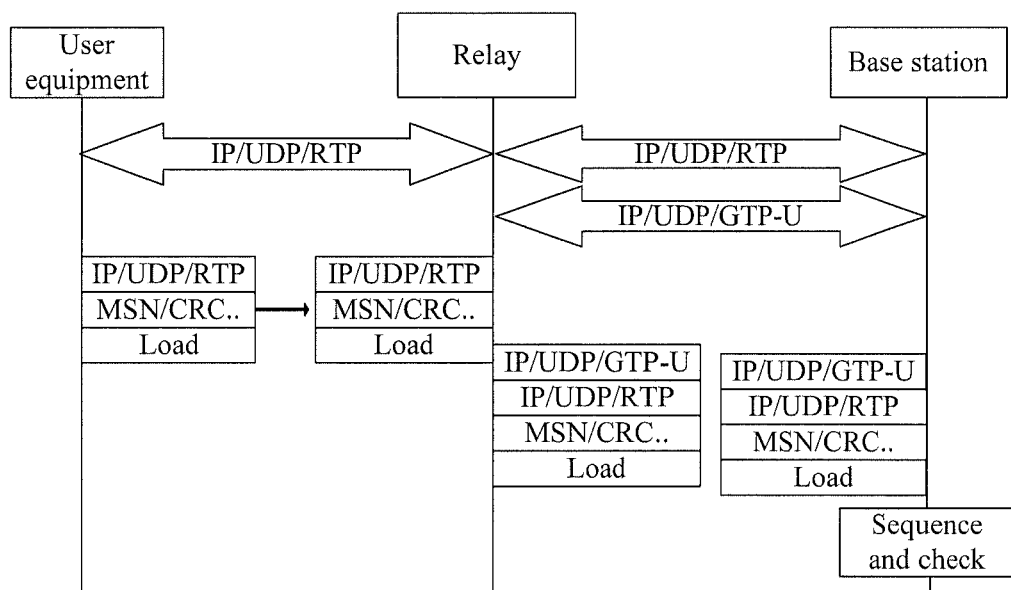 User
equipment
Relay
Base station
IP/UDP/RTP
IP/UDP/RTP
IP/UDP/GTP-U
IP/UDP/RTP
MSN/CRC..
Load
IP/UDP/RTP
MSN/CRC..
Load
IP/UDP/GTP-U
IP/UDP/RTP
MSN/CRC..
Load
IP/UDP/GTP-U
IP/UDP/RTP
MSN/CRC..
Load
Sequence
and check